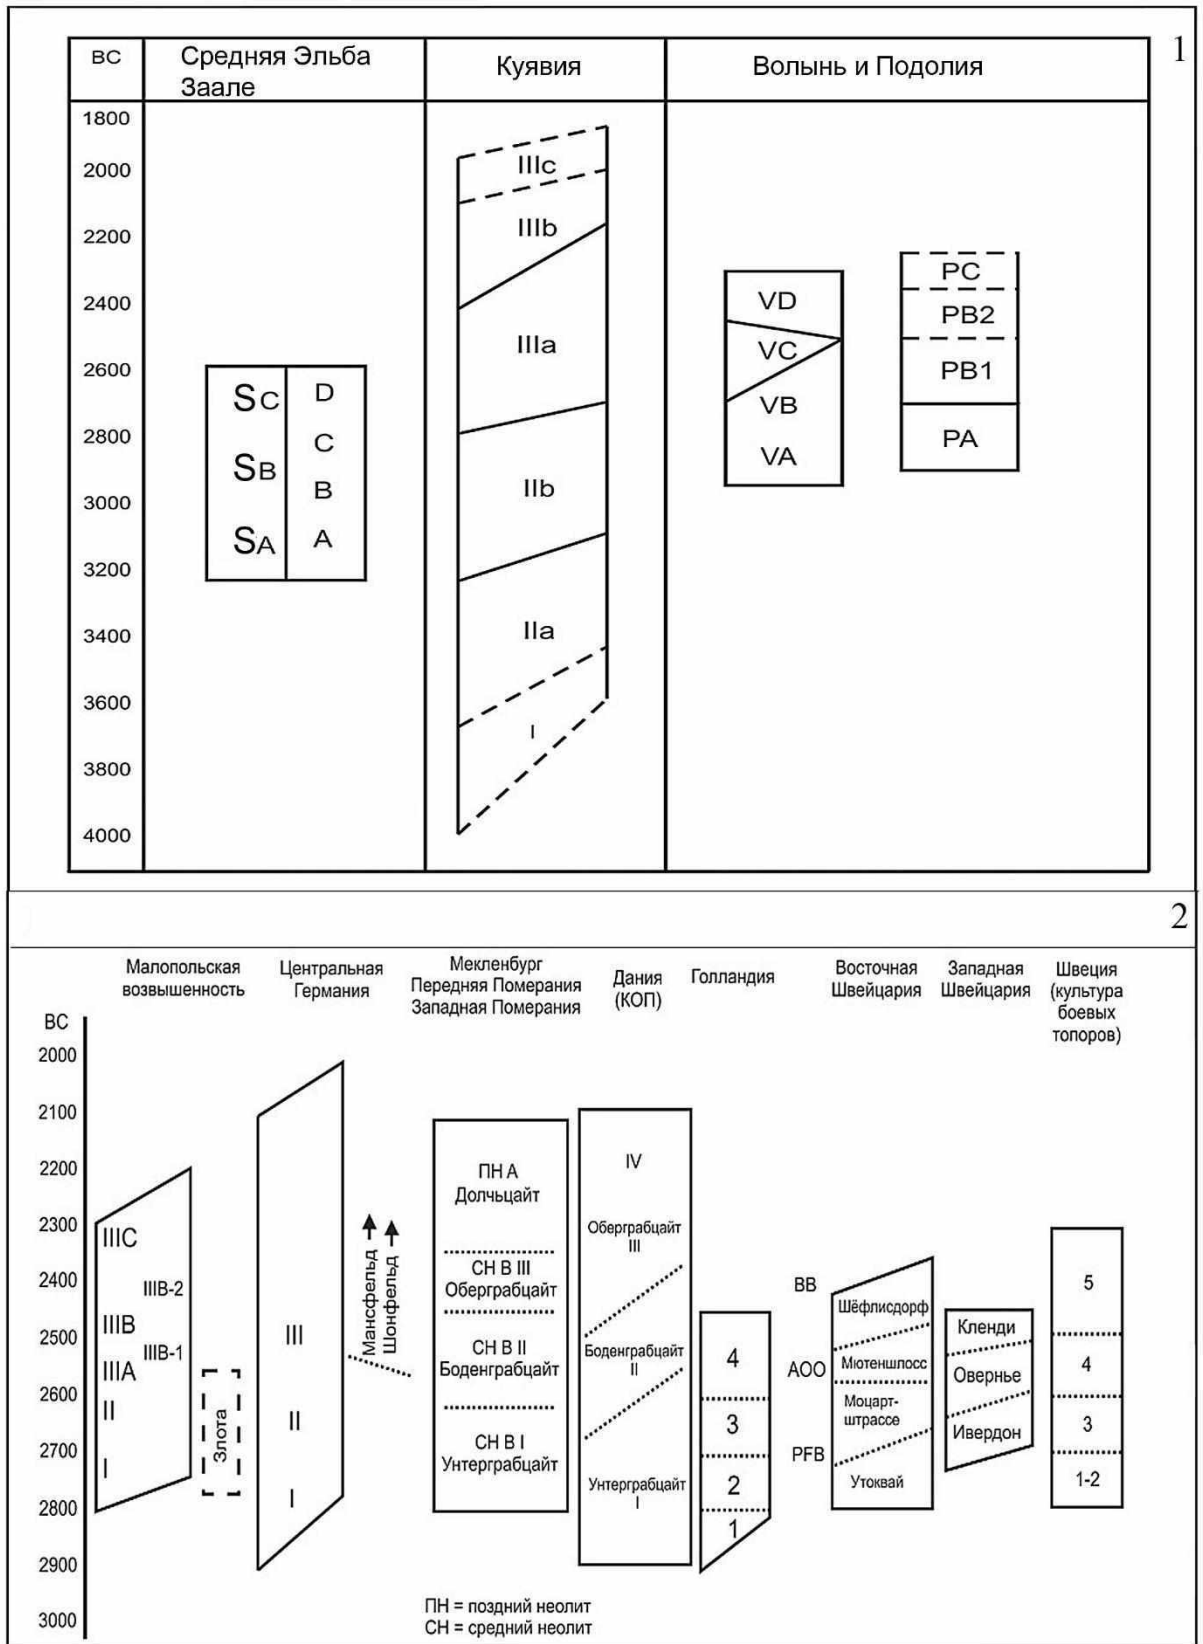 1
ВС
Средняя Эльба
Заале
Куявия
Волынь и Подолия
1800
2000
2200
2400
2600
2800
3000
3200
3400
3600
3800
4000
SC
SB
SA
D
C
B
A
IIIc
IIIb
IIIa
IIb
IIa
I
VD
VC
VB
VA
PC
PB2
PB1
PA
2
Малопольская
возвышенность
Центральная
Германия
Мекленбург
Передняя Померания
Западная Померания
Дания
(КОП)
Голландия
Восточная
Швейцария
Западная
Швейцария
Швеция
(культура
боевых
топоров)
ВС
2000
2100
2200
2300
2400
2500
2600
2700
2800
2900
3000
IIIC
IIIB-2
IIIB
IIIB-1
IIIA
II
I
Злота
III
II
I
Мансфельд
Шонфельд
ПН А
Долчьцайт
СН В III
Оберграбцайт
СН В II
Боденграбцайт
СН В I
Унтерграбцайт
IV
Оберграбцайт
III
Боденграбцайт
II
Унтерграбцайт
I
4
3
2
1
BB
AOO
PFB
Шёфлисдорф
Мютеншлосс
Моцарт-
штрассе
Утоквай
Кленди
Овернье
Ивердон
5
4
3
1-2
ПН = поздний неолит
СН = средний неолит